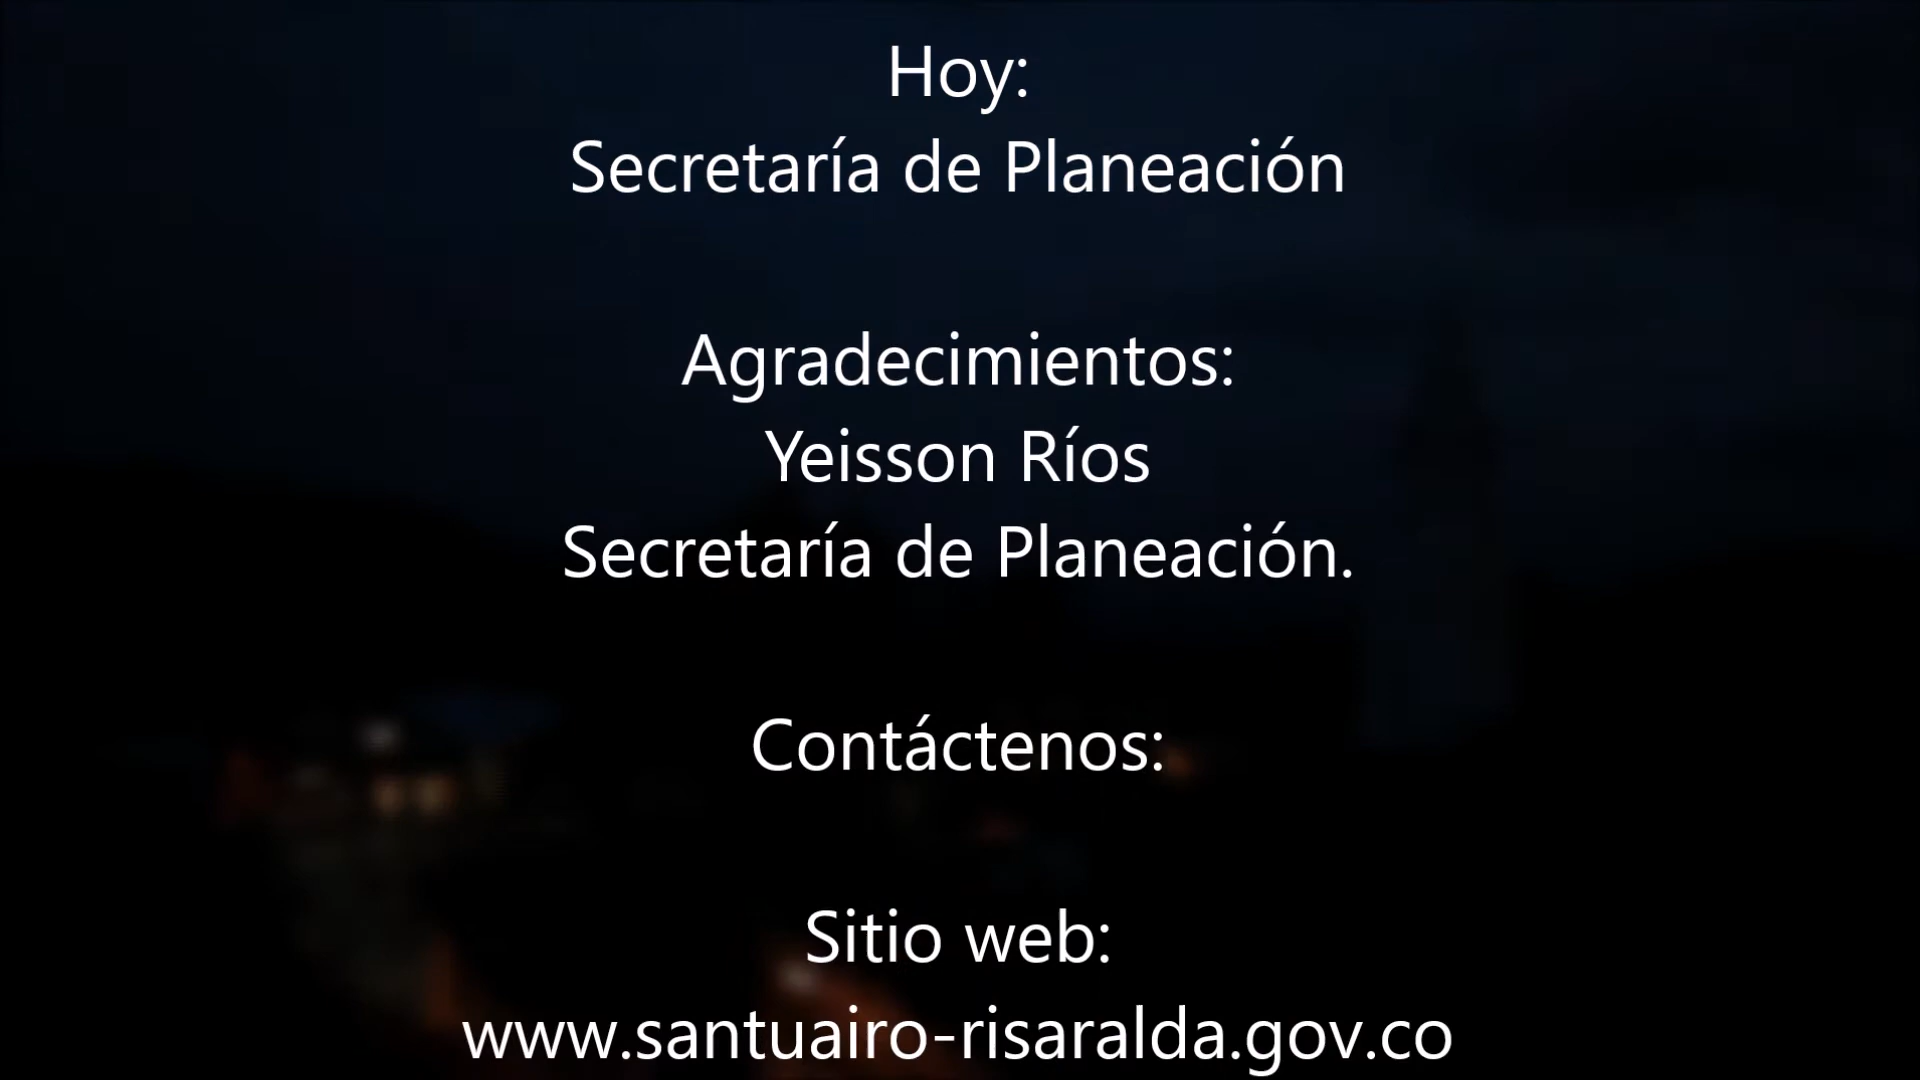 Hoy:
Secretaría de Planeación
Agradecimientos:
Yeisson Ríos
Secretaría de Planeación.
Contáctenos:
Sitio web:
www.santuairo-risaralda.gov.co